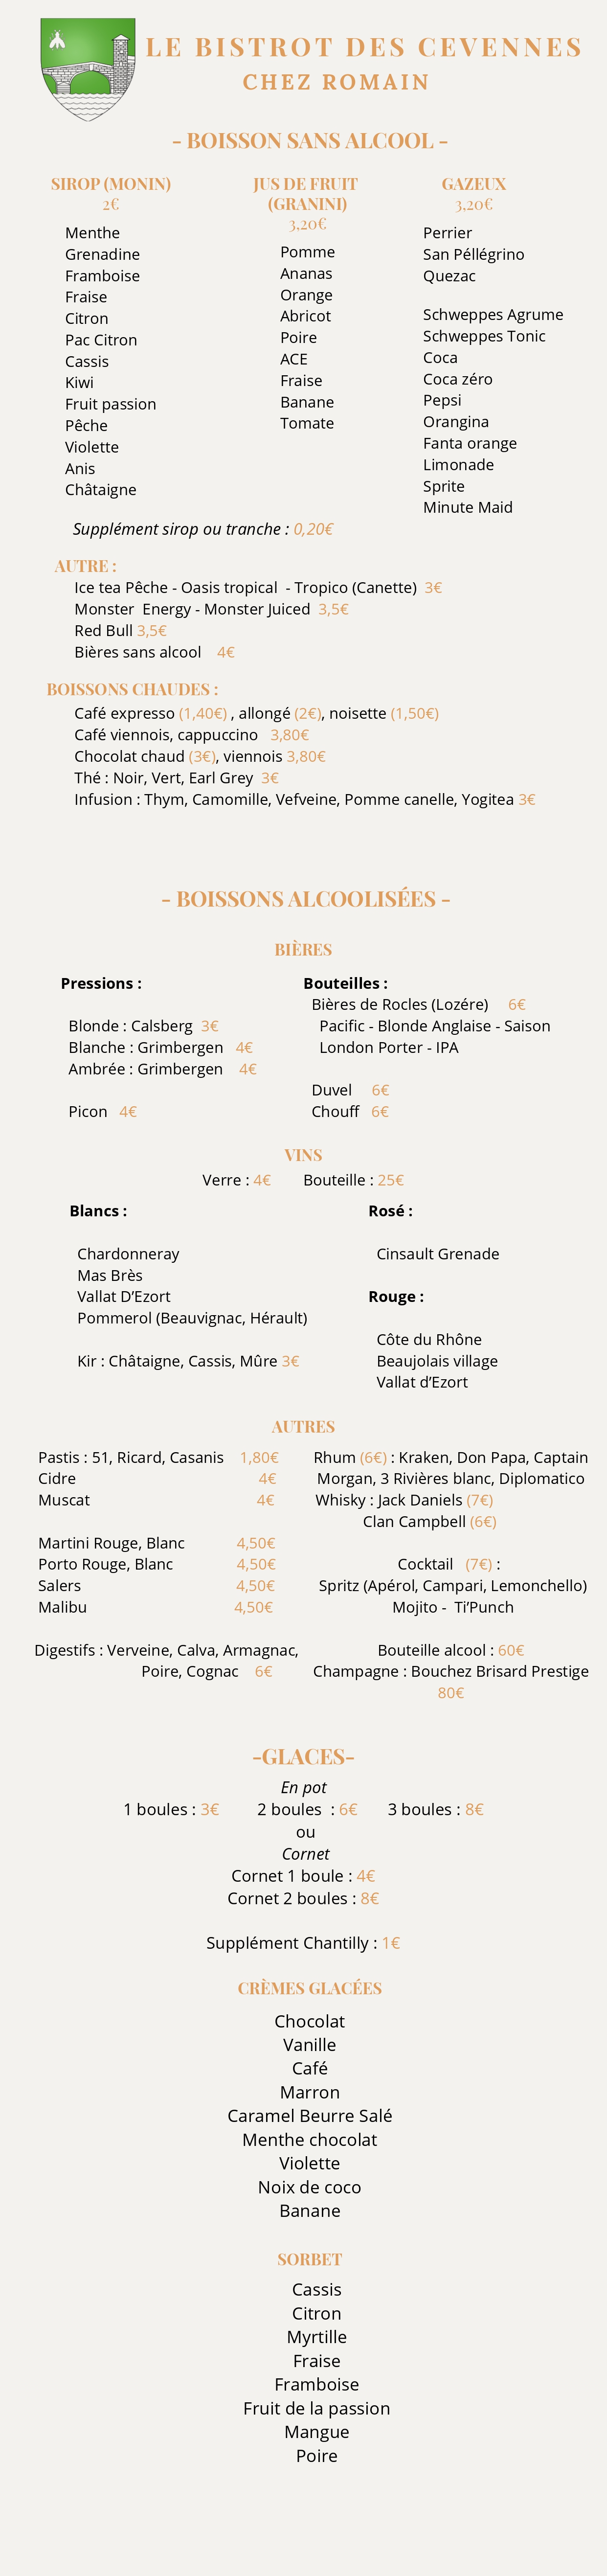 LE BISTROT DES CEVENNES
CHEZ ROMAIN
- BOISSON SANS ALCOOL -
SIROP (MONIN)
2€
Menthe
Grenadine
Framboise
Fraise
Citron
Pac Citron
Cassis
Kiwi
Fruit passion
Pêche
Violette
Anis
Châtaigne
JUS DE FRUIT
(GRANINI)
3,20€
Pomme
Ananas
Orange
Abricot
Poire
ACE
Fraise
Banane
Tomate
GAZEUX
3,20€
Perrier
San Péllégrino
Quezac
Schweppes Agrume
Schweppes Tonic
Coca
Coca zéro
Pepsi
Orangina
Fanta orange
Limonade
Sprite
Minute Maid
Supplément sirop ou tranche : 0,20€
AUTRE :
Ice tea Pêche - Oasis tropical - Tropico (Canette) 3€
Monster Energy - Monster Juiced 3,5€
Red Bull 3,5€
Bières sans alcool 4€
BOISSONS CHAUDES :
Café expresso (1,40€) , allongé (2€), noisette (1,50€)
Café viennois, cappuccino 3,80€
Chocolat chaud (3€), viennois 3,80€
Thé : Noir, Vert, Earl Grey 3€
Infusion : Thym, Camomille, Vefveine, Pomme canelle, Yogitea 3€
- BOISSONS ALCOOLISÉES -
BIÈRES
Pressions :
Blonde : Calsberg 3€
Blanche : Grimbergen 4€
Ambrée : Grimbergen 4€
Picon 4€
Bouteilles :
Bières de Rocles (Lozére) 6€
Pacific - Blonde Anglaise - Saison
London Porter - IPA
Duvel 6€
Chouff 6€
VINS
Verre : 4€ Bouteille : 25€
Blancs :
Chardonneray
Mas Brès
Vallat D’Ezort
Pommerol (Beauvignac, Hérault)
Kir : Châtaigne, Cassis, Mûre 3€
Rosé :
Cinsault Grenade
Rouge :
Côte du Rhône
Beaujolais village
Vallat d’Ezort
AUTRES
Pastis : 51, Ricard, Casanis 1,80€
Cidre 4€
Muscat 4€
Martini Rouge, Blanc 4,50€
Porto Rouge, Blanc 4,50€
Salers 4,50€
Malibu 4,50€
Digestifs : Verveine, Calva, Armagnac,
Poire, Cognac 6€
Rhum (6€) : Kraken, Don Papa, Captain
Morgan, 3 Rivières blanc, Diplomatico
Whisky : Jack Daniels (7€)
Clan Campbell (6€)
Cocktail (7€) :
Spritz (Apérol, Campari, Lemonchello)
Mojito - Ti’Punch
Bouteille alcool : 60€
Champagne : Bouchez Brisard Prestige
80€
-GLACES-
En pot
1 boules : 3€ 2 boules : 6€ 3 boules : 8€
ou
Cornet
Cornet 1 boule : 4€
Cornet 2 boules : 8€
Supplément Chantilly : 1€
CRÈMES GLACÉES
Chocolat
Vanille
Café
Marron
Caramel Beurre Salé
Menthe chocolat
Violette
Noix de coco
Banane
SORBET
Cassis
Citron
Myrtille
Fraise
Framboise
Fruit de la passion
Mangue
Poire